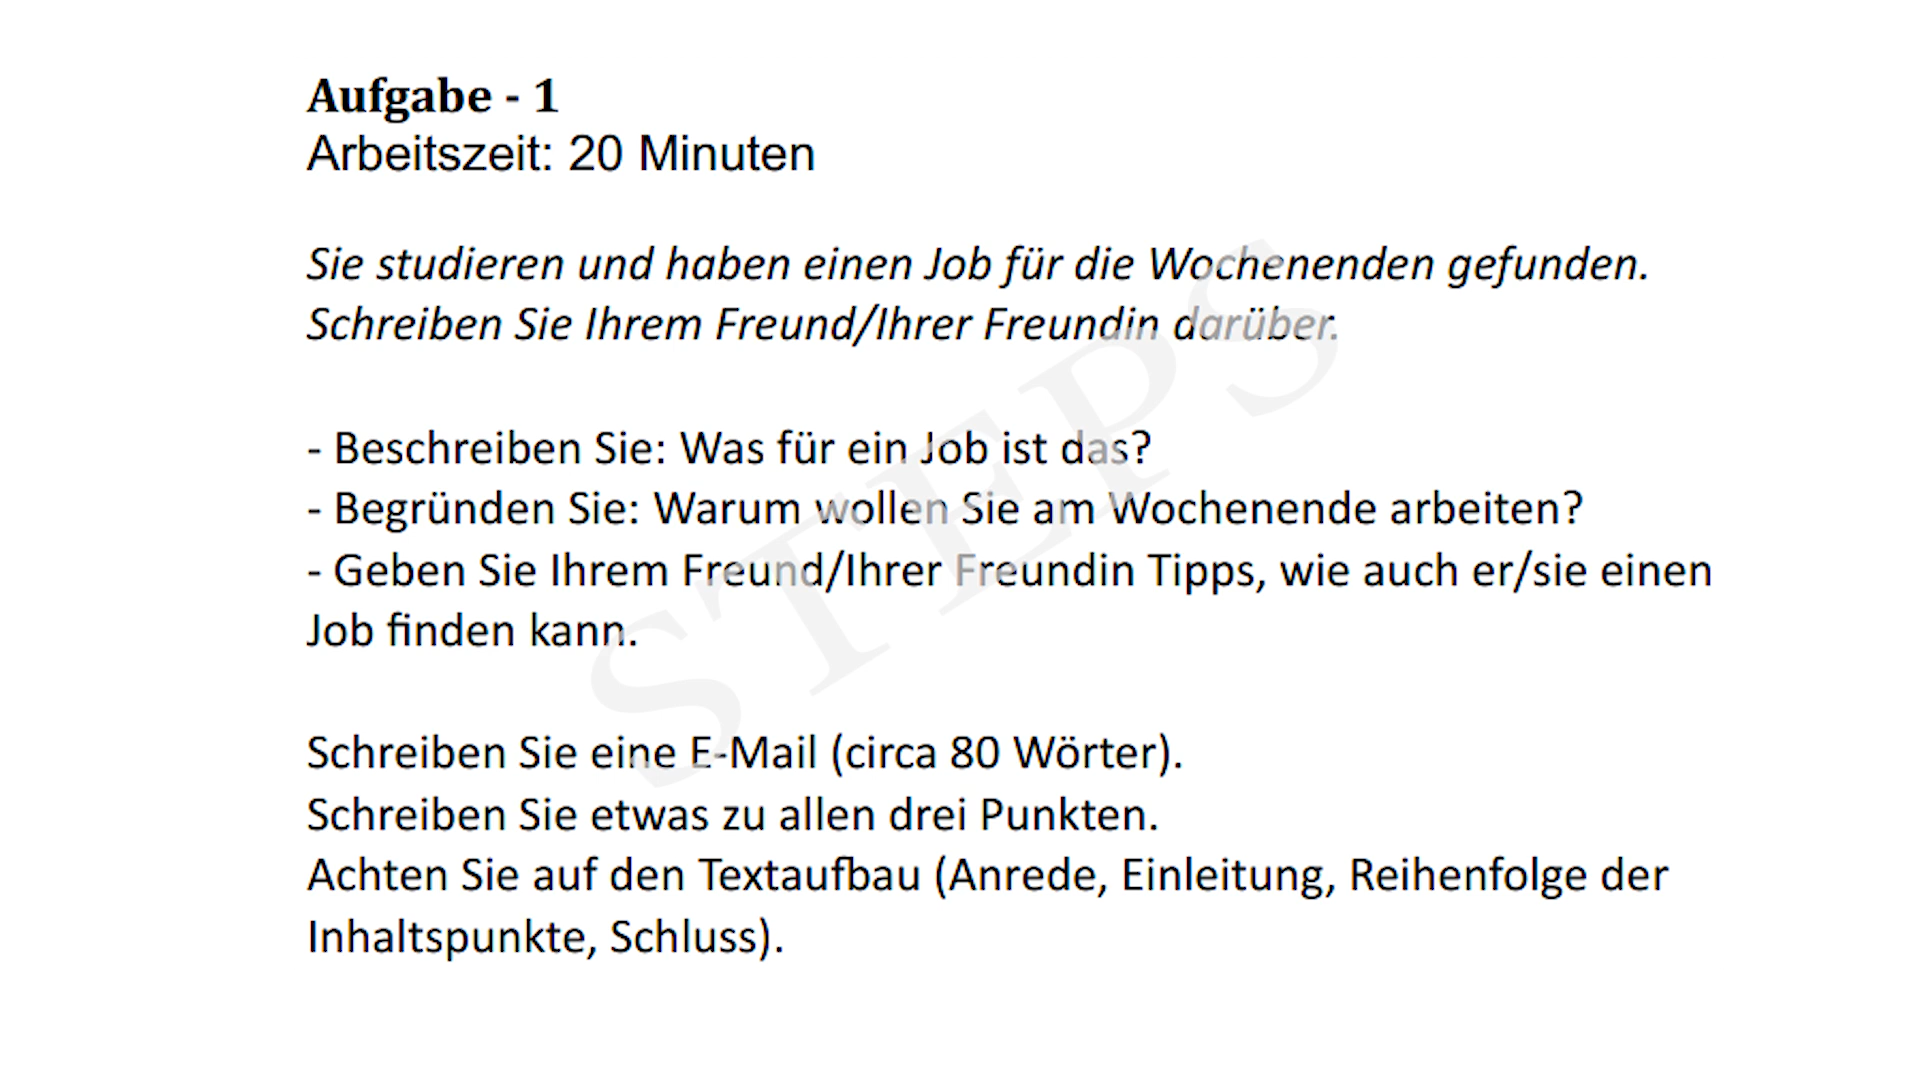 Aufgabe - 1
Arbeitszeit: 20 Minuten
Sie studieren und haben einen Job für die Wochenenden gefunden.
Schreiben Sie Ihrem Freund/Ihrer Freundin darüber.
- Beschreiben Sie: Was für ein Job ist das?
- Begründen Sie: Warum wollen Sie am Wochenende arbeiten?
- Geben Sie Ihrem Freund/Ihrer Freundin Tipps, wie auch er/sie einen
Job finden kann.
Schreiben Sie eine E-Mail (circa 80 Wörter).
Schreiben Sie etwas zu allen drei Punkten.
Achten Sie auf den Textaufbau (Anrede, Einleitung, Reihenfolge der
Inhaltspunkte, Schluss).
STEPS